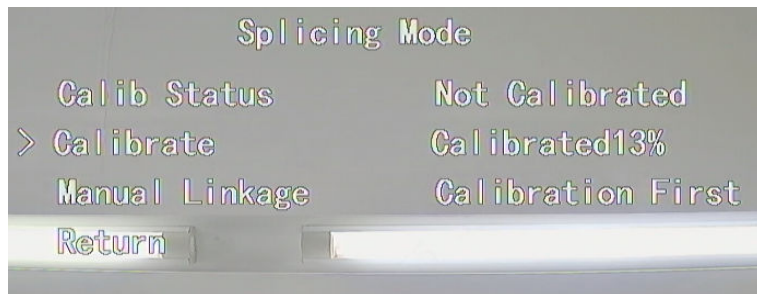 Splicing Mode
Calib Status Not Calibrated
> Calibrate Calibrated13%
Manual Linkage Calibration First
Return